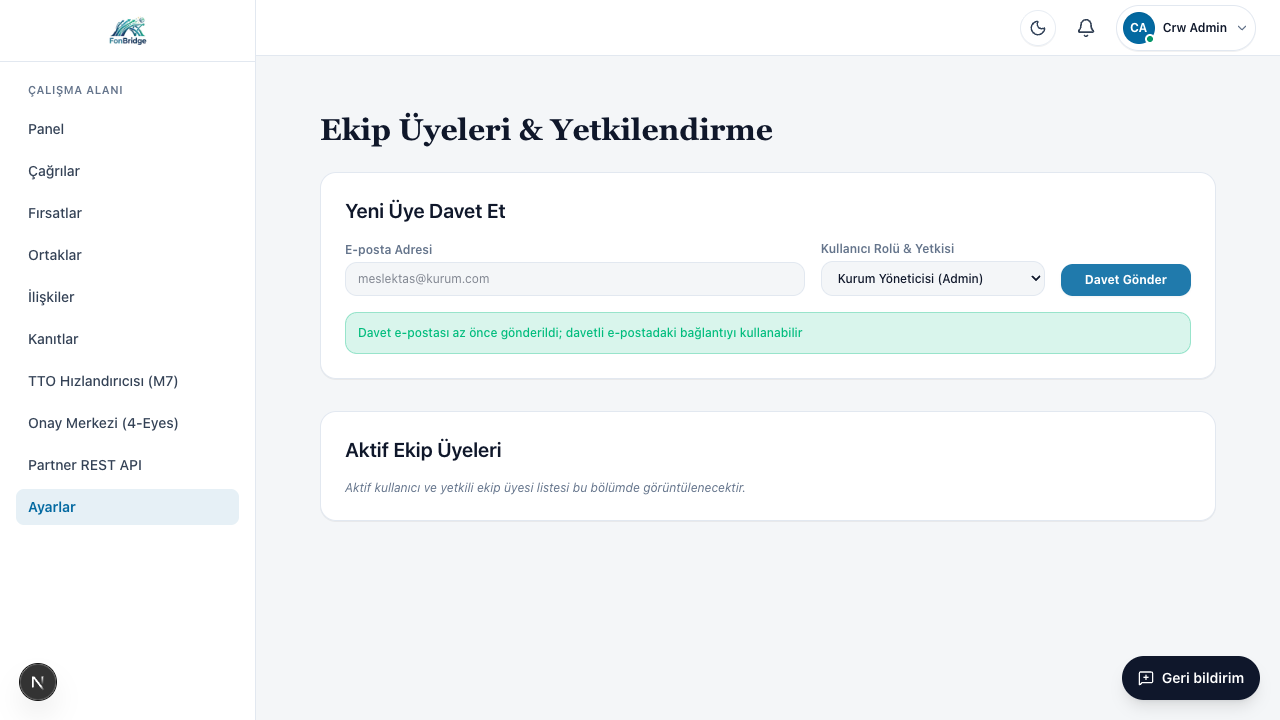 FonBridge
CA
Crw Admin
ÇALIŞMA ALANI
Panel
Çağrılar
Fırsatlar
Ortaklar
İlişkiler
Kanıtlar
TTO Hızlandırıcısı (M7)
Onay Merkezi (4-Eyes)
Partner REST API
Ayarlar
Ekip Üyeleri & Yetkilendirme
Yeni Üye Davet Et
E-posta Adresi
Kullanıcı Rolü & Yetkisi
meslektas@kurum.com
Kurum Yöneticisi (Admin)
Davet Gönder
Davet e-postası az önce gönderildi; davetli e-postadaki bağlantıyı kullanabilir
Aktif Ekip Üyeleri
Aktif kullanıcı ve yetkili ekip üyesi listesi bu bölümde görüntülenecektir.
N
Geri bildirim